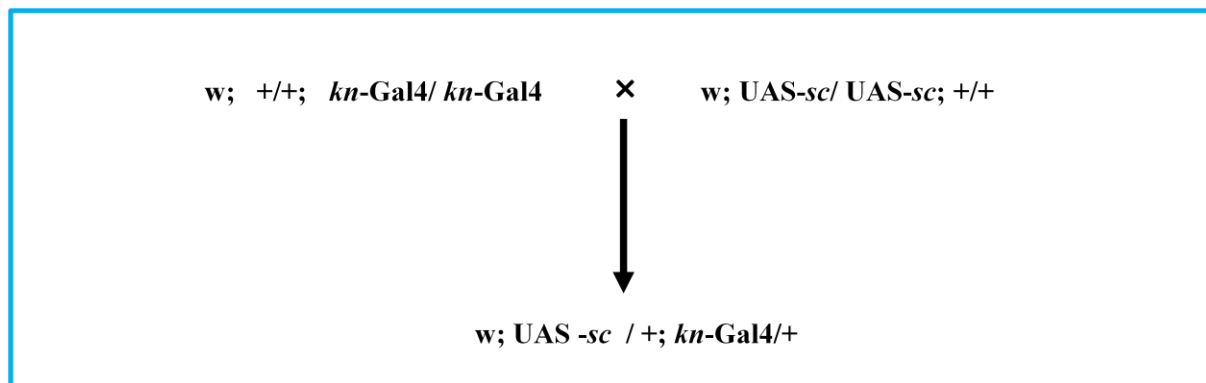 w; +/+; kn-Gal4/ kn-Gal4 × w; UAS-sc/ UAS-sc; +/+
w; UAS -sc / +; kn-Gal4/+